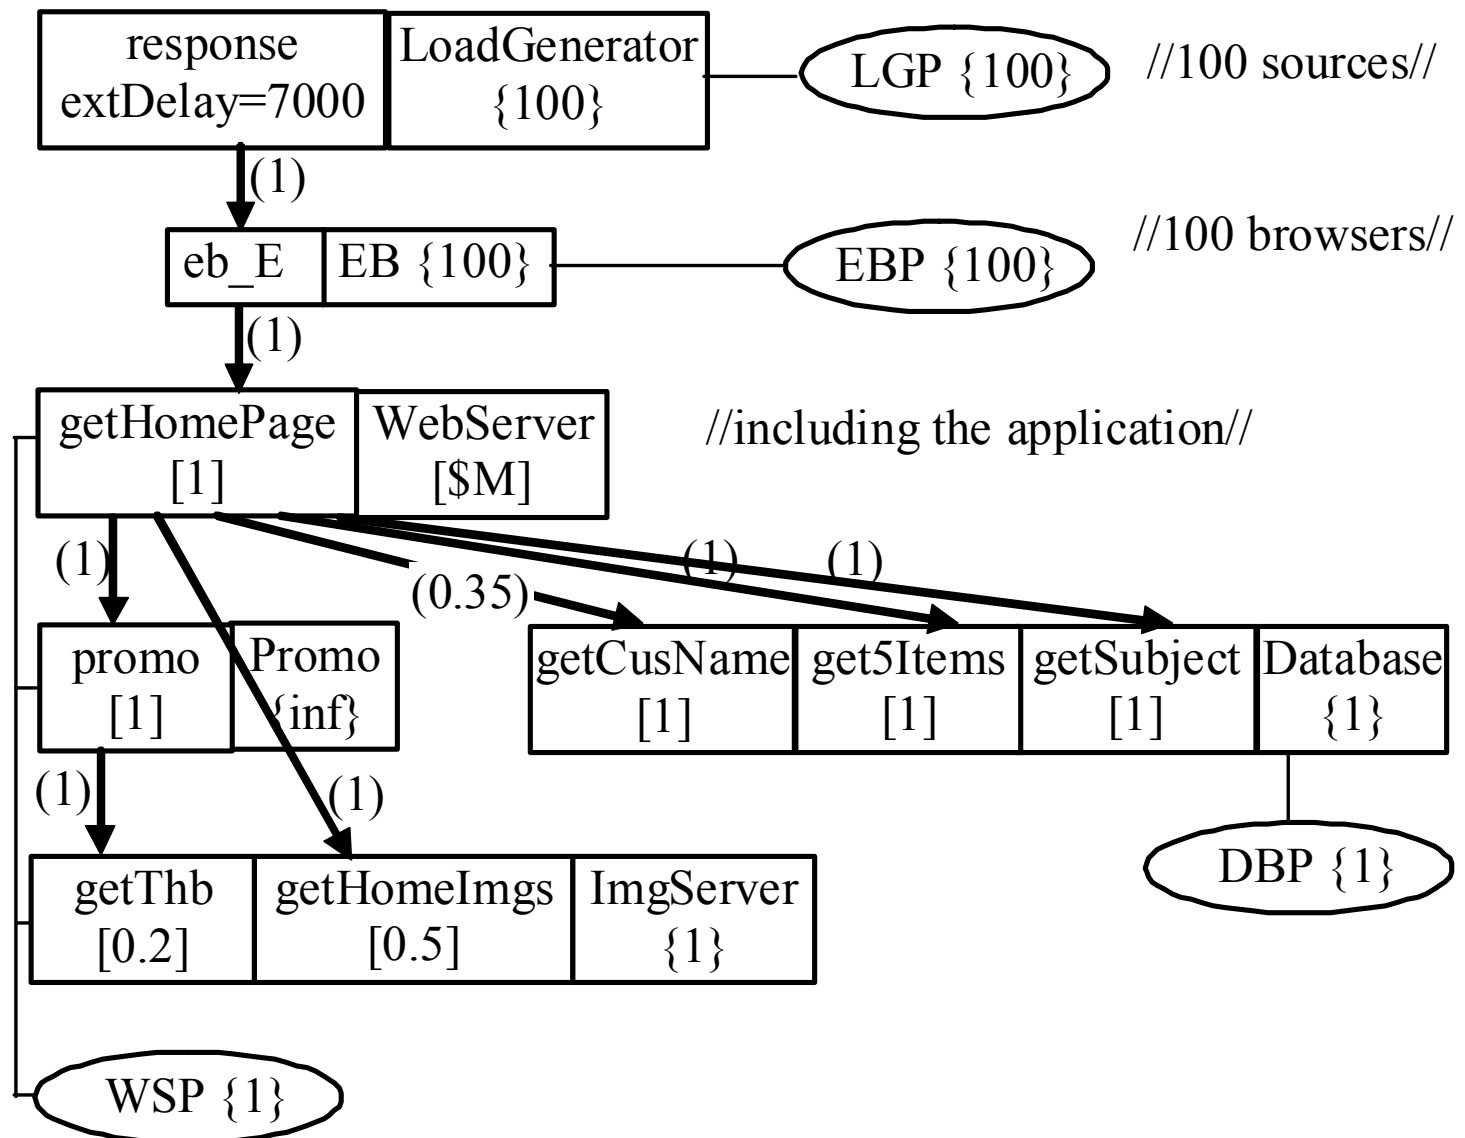 response
extDelay=7000
LoadGenerator
{100}
LGP {100}
//100 sources//
(1)
eb_E
EB {100}
EBP {100}
//100 browsers//
(1)
getHomePage
[1]
WebServer
[$M]
//including the application//
(1)
(0.35)
(1)
(1)
promo
[1]
Promo
{inf}
getCusName
[1]
get5Items
[1]
getSubject
[1]
Database
{1}
(1)
(1)
getThb
[0.2]
getHomeImgs
[0.5]
ImgServer
{1}
DBP {1}
WSP {1}